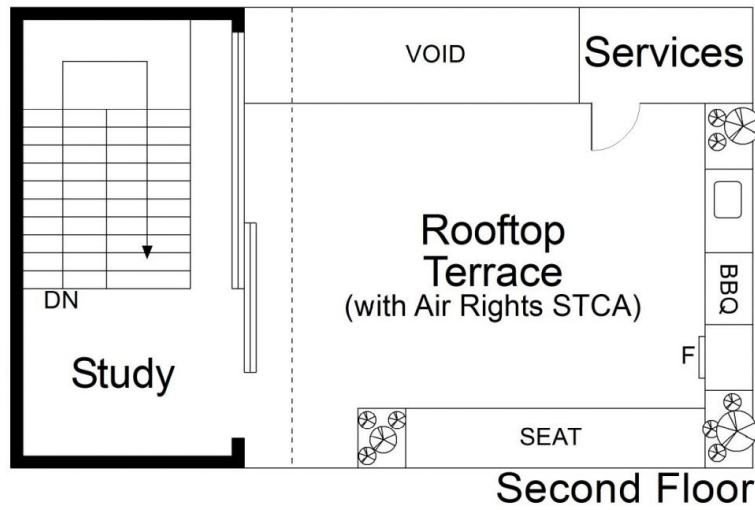 VOID
Services
Rooftop
Terrace
(with Air Rights STCA)
BBQ
DN
F
Study
SEAT
Second Floor